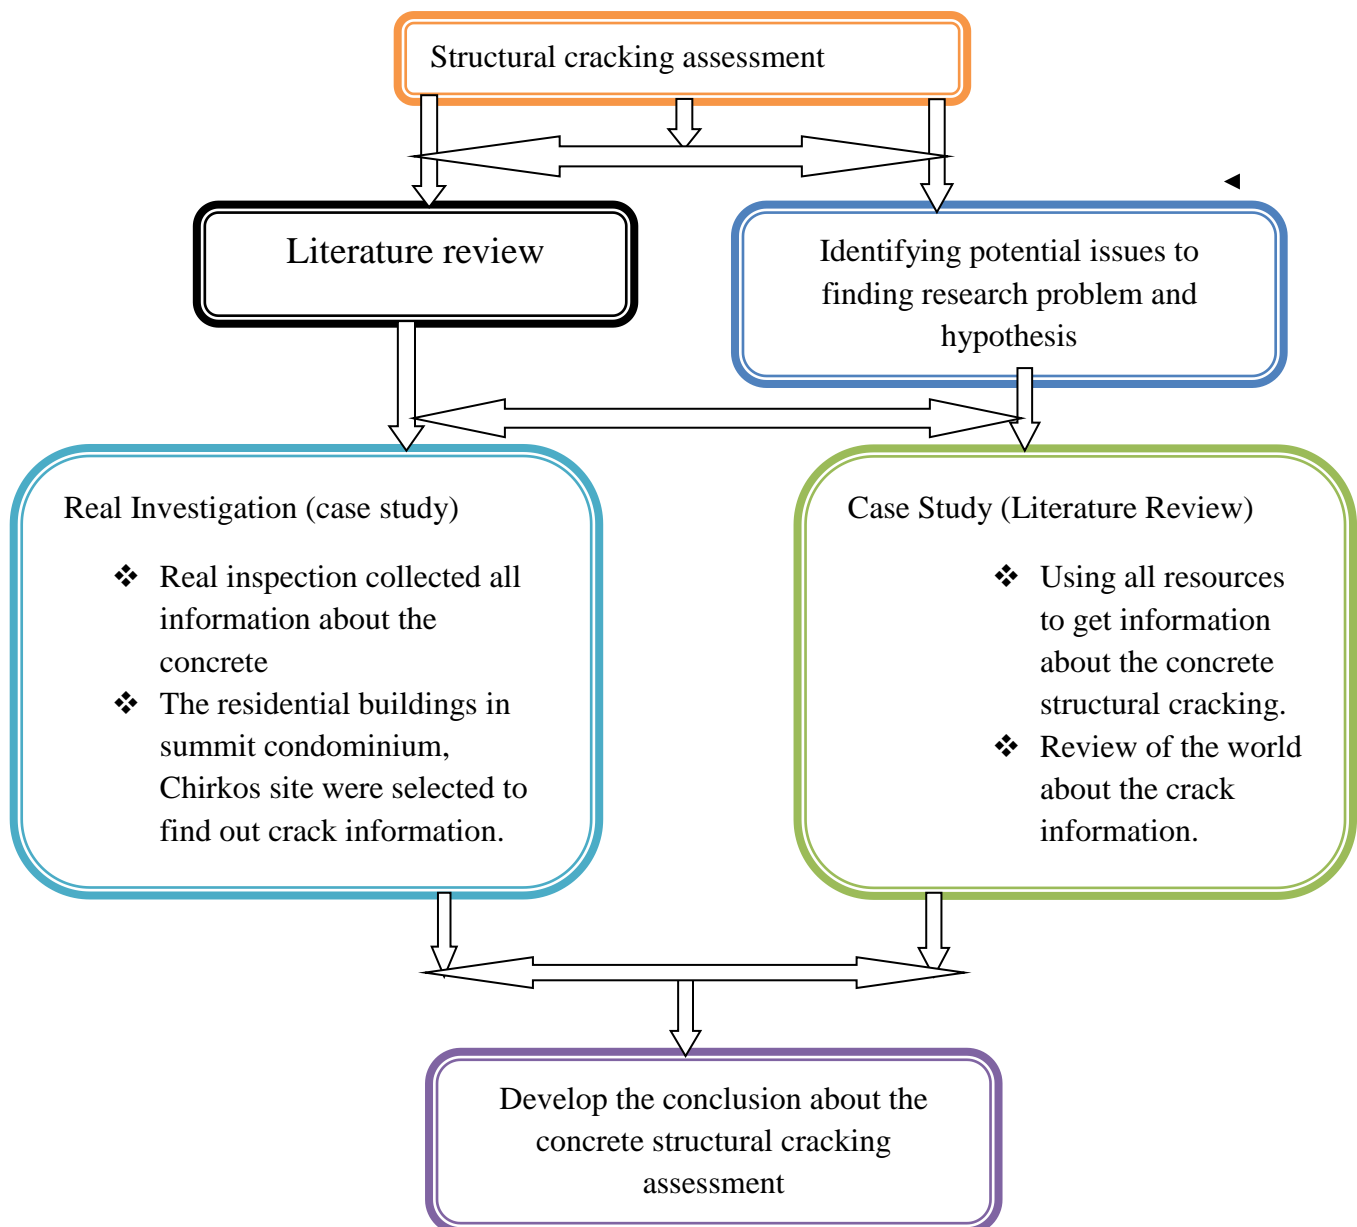 Structural cracking assessment
Literature review
Identifying potential issues to
finding research problem and
hypothesis
Real Investigation (case study)
❖ Real inspection collected all
information about the
concrete
❖ The residential buildings in
summit condominium,
Chirkos site were selected to
find out crack information.
Case Study (Literature Review)
❖ Using all resources
to get information
about the concrete
structural cracking.
❖ Review of the world
about the crack
information.
Develop the conclusion about the
concrete structural cracking
assessment